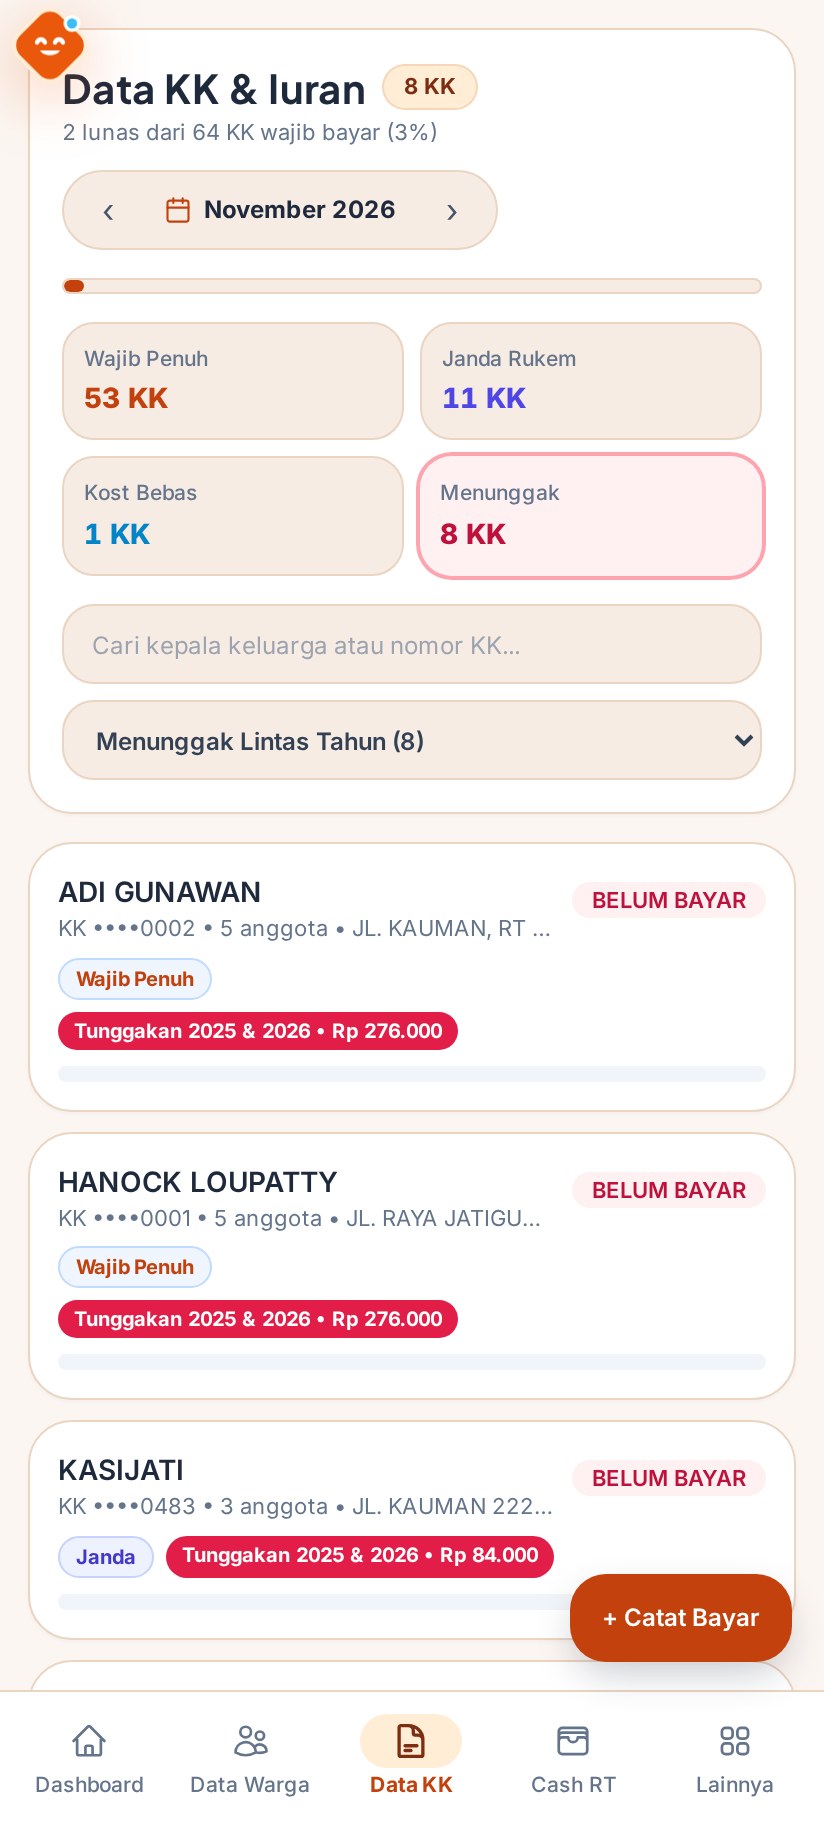 Data KK & Iuran
8 KK
2 lunas dari 64 KK wajib bayar (3%)
‹ November 2026 ›
Wajib Penuh
53 KK
Janda Rukem
11 KK
Kost Bebas
1 KK
Menunggak
8 KK
Cari kepala keluarga atau nomor KK...
Menunggak Lintas Tahun (8)
ADI GUNAWAN
BELUM BAYAR
KK ••••0002 • 5 anggota • JL. KAUMAN, RT ...
Wajib Penuh
Tunggakan 2025 & 2026 • Rp 276.000
HANOCK LOUPATTY
BELUM BAYAR
KK ••••0001 • 5 anggota • JL. RAYA JATIGU...
Wajib Penuh
Tunggakan 2025 & 2026 • Rp 276.000
KASIJATI
BELUM BAYAR
KK ••••0483 • 3 anggota • JL. KAUMAN 222...
Janda
Tunggakan 2025 & 2026 • Rp 84.000
+ Catat Bayar
Dashboard
Data Warga
Data KK
Cash RT
Lainnya